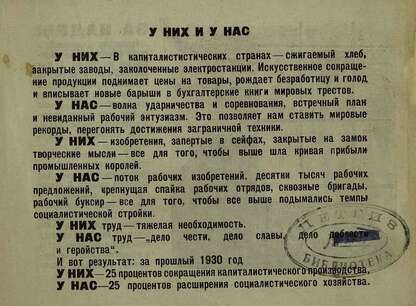 У НИХ И У НАС
У НИХ—В капиталистистических странах—сжигаемый хлеб,
закрытые заводы, заколоченные электростанции. Искусственное сокраще-
ние продукции поднимает цены на товары, рождает безработицу и голод
и вписывает новые барыши в бухгалтерские книги мировых трестов.
У НАС—волна ударничества и соревнования, встречный план
и невиданный рабочий энтузиазм. Это позволяет нам ставить мировые
рекорды, перегонять достижения заграничной техники.
У НИХ—изобретения, запертые в сейфах, закрытые на замок
творческие мысли—все для того, чтобы выше шла кривая прибыли
промышленных королей.
У НАС—поток рабочих изобретений, десятки тысяч рабочих
предложений, крепнущая спайка рабочих отрядов, сквозные бригады,
рабочий буксир—все для того, чтобы все выше подымались темпы
социалистической стройки.
У НИХ труд—тяжелая необходимость.
У НАС труд—„дело чести, дело славы, дело доблести
и геройства".
И вот результат: за прошлый 1930 год
У НИХ—25 процентов сокращения капиталистического производства,
У НАС—25 процентов расширения социалистического хозяйства.
БИБЛИОТЕКА